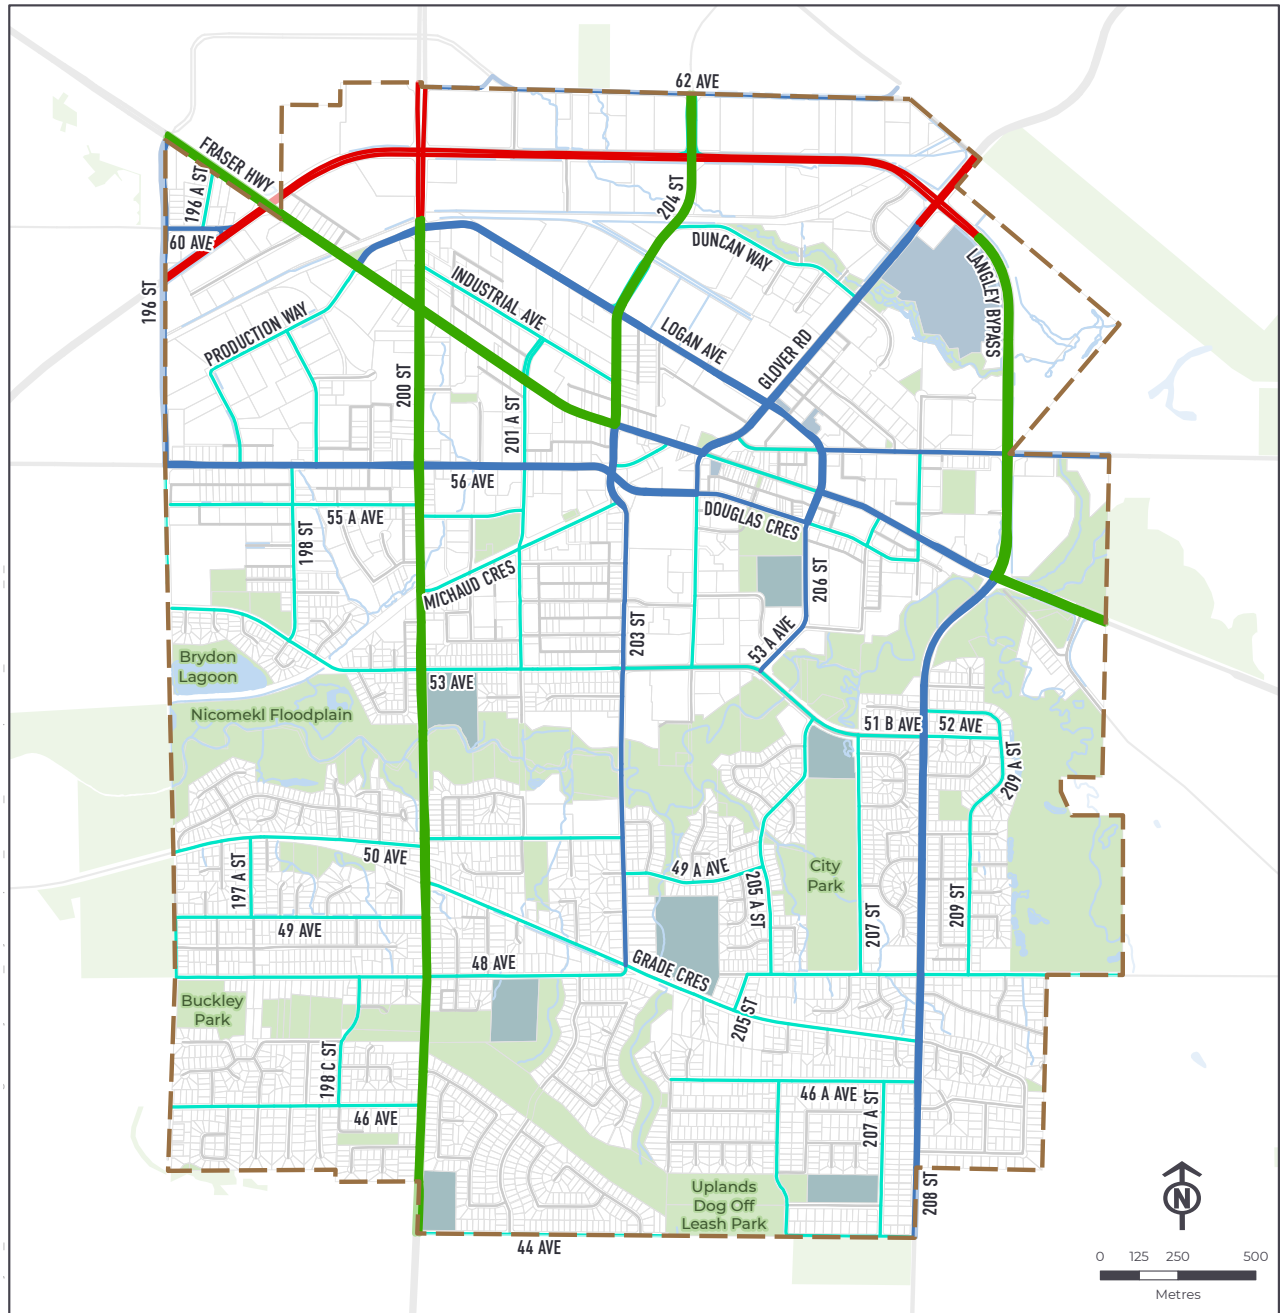 62 AVE
FRASER HWY
196 A ST
204 ST
60 AVE
DUNCAN WAY
LANGLEY BYPASS
196 ST
INDUSTRIAL AVE
PRODUCTION WAY
LOGAN AVE
GLOVER RD
200 ST
201 A ST
56 AVE
55 A AVE
DOUGLAS CRES
198 ST
MICHAUD CRES
206 ST
203 ST
53 A AVE
Brydon
Lagoon
53 AVE
Nicomekl Floodplain
51 B AVE
52 AVE
209 A ST
50 AVE
49 A AVE
City
Park
197 A ST
205 A ST
207 ST
209 ST
49 AVE
48 AVE
GRADE CRES
Buckley
Park
205 ST
198 C ST
46 A AVE
207 A ST
46 AVE
Uplands
Dog Off
Leash Park
208 ST
44 AVE
N
0 125 250 500
Metres